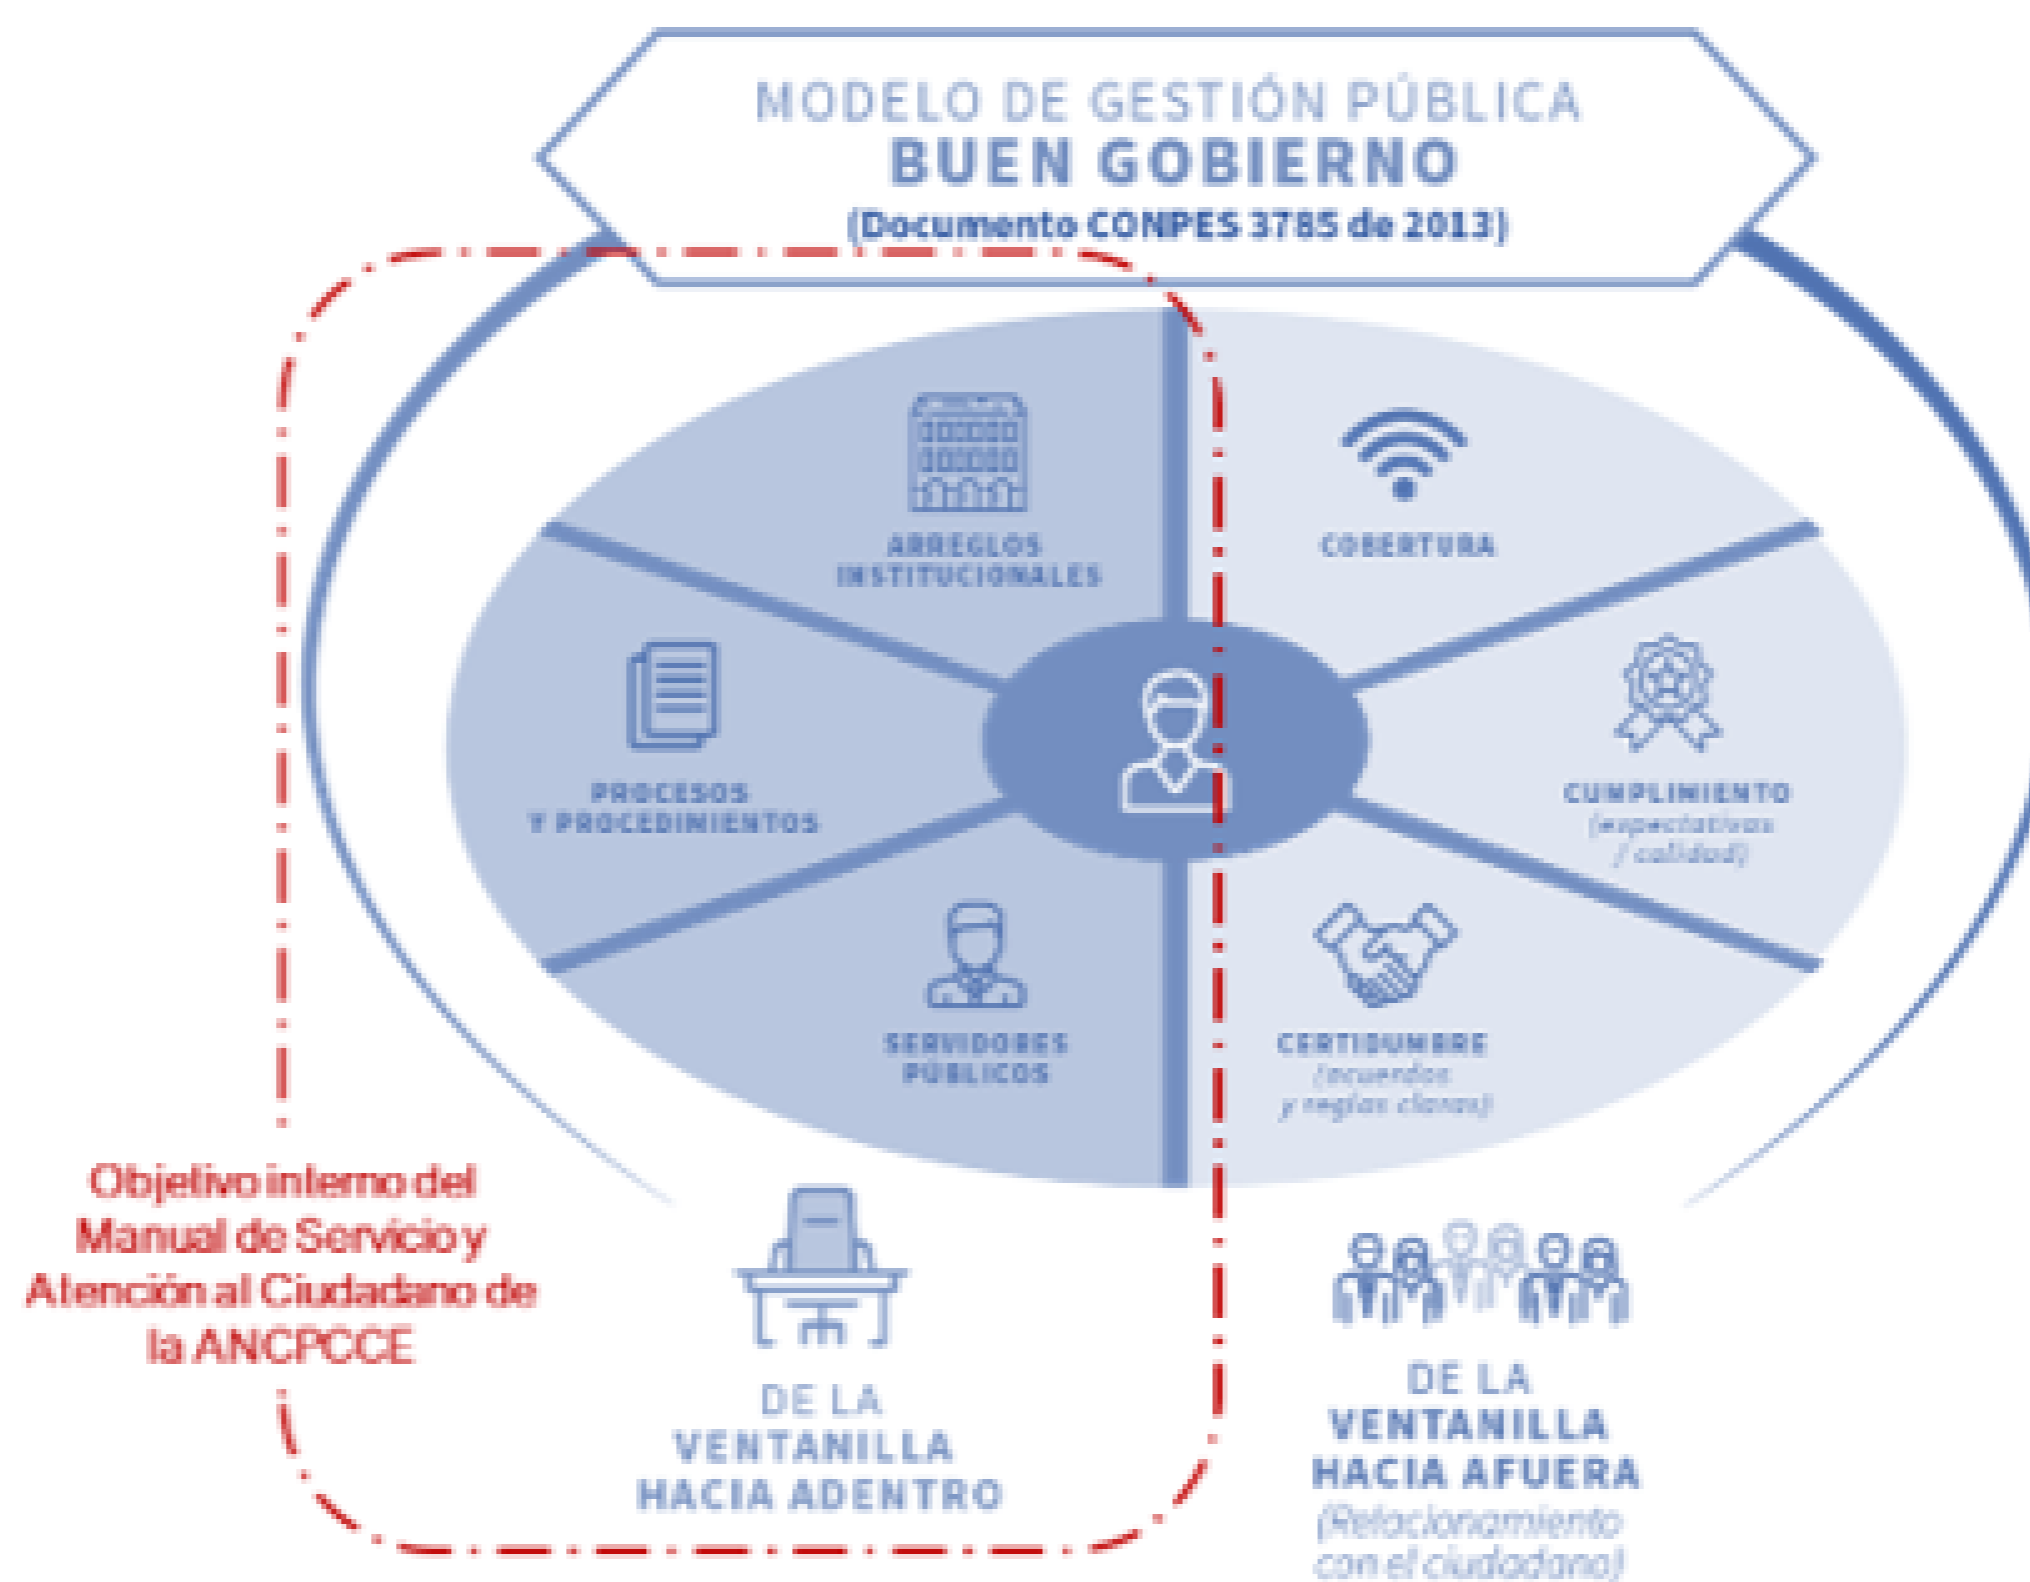 MODELO DE GESTIÓN PÚBLICA
BUEN GOBIERNO
(Documento CONPES 3785 de 2013)
ARREGLOS
INSTITUCIONALES
COBERTURA
PROCESOS
Y PROCEDIMIENTOS
CUMPLIMIENTO
(expectativas
/ calidad)
SERVIDORES
PÚBLICOS
CERTIDUMBRE
(acuerdos
y reglas claras)
Objetivo interno del
Manual de Servicio y
Atención al Ciudadano de
la ANCPCCE
DE LA
VENTANILLA
HACIA ADENTRO
DE LA
VENTANILLA
HACIA AFUERA
(Relacionamiento
con el ciudadano)